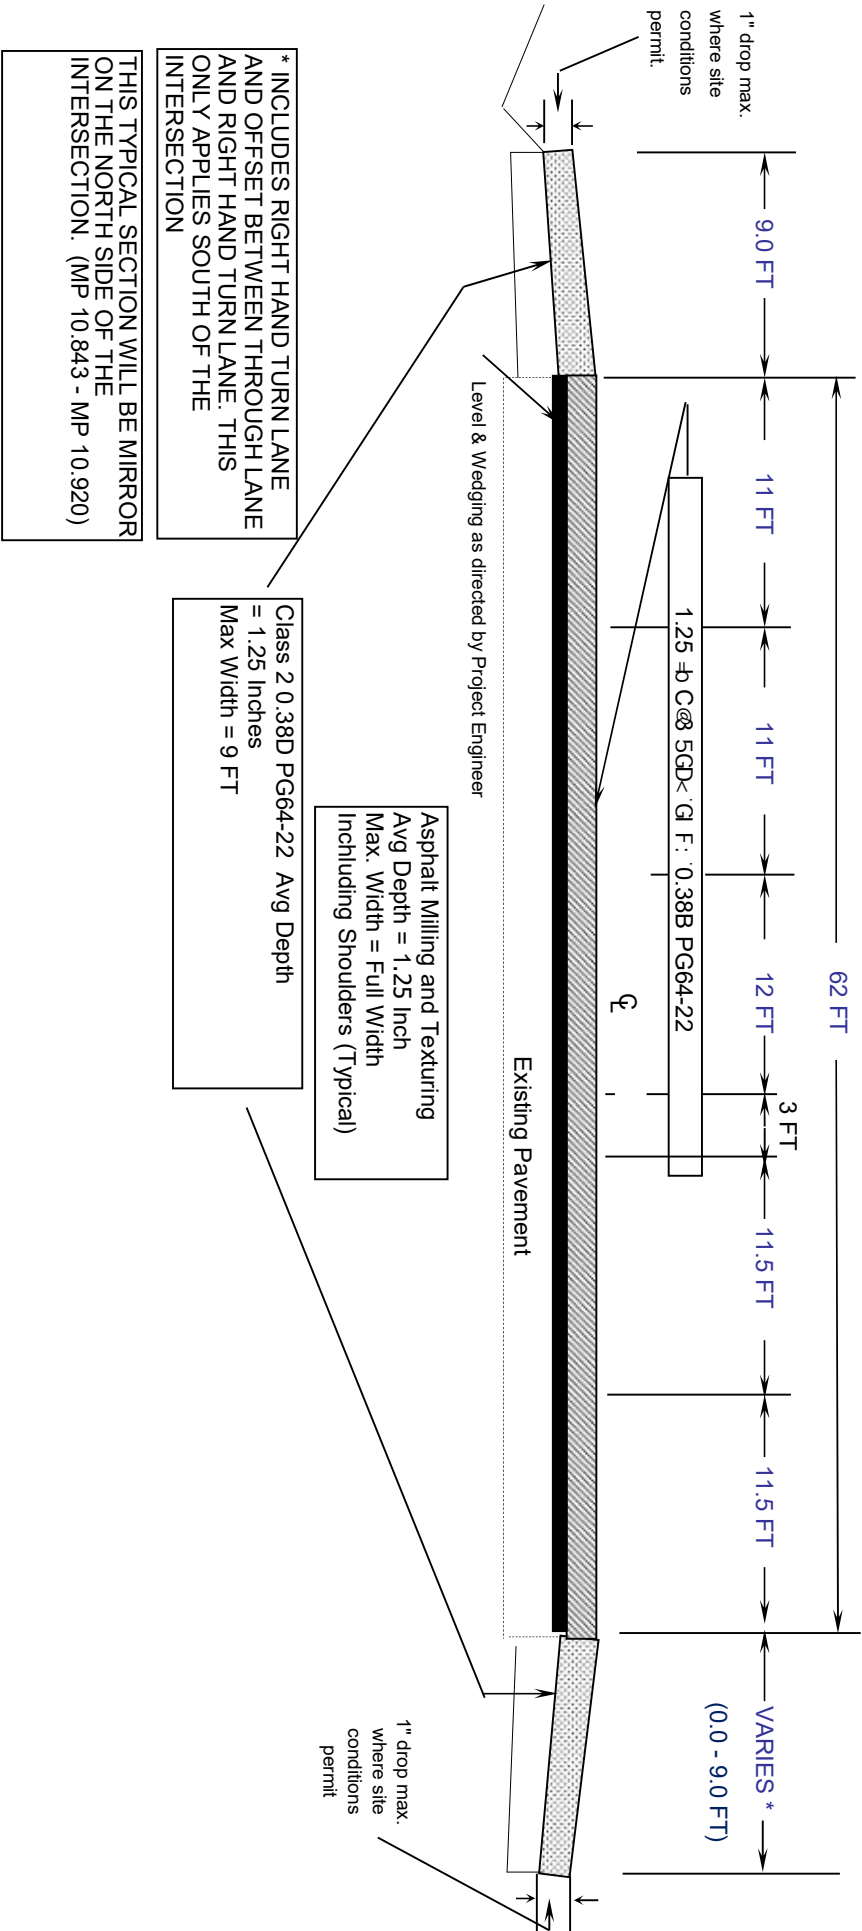 62 FT
9.0 FT
11 FT
11 FT
12 FT
3 FT
11.5 FT
11.5 FT
VARIES *
(0.0 - 9.0 FT)
1" drop max.
where site
conditions
permit.
1.25 0.38B PG64-22
CL
Existing Pavement
Level & Wedging as directed by Project Engineer
Asphalt Milling and Texturing
Avg Depth = 1.25 Inch
Max. Width = Full Width
Inchluding Shoulders (Typical)
1" drop max.
where site
conditions
permit
Class 2 0.38D PG64-22 Avg Depth
= 1.25 Inches
Max Width = 9 FT
* INCLUDES RIGHT HAND TURN LANE
AND OFFSET BETWEEN THROUGH LANE
AND RIGHT HAND TURN LANE. THIS
ONLY APPLIES SOUTH OF THE
INTERSECTION
THIS TYPICAL SECTION WILL BE MIRROR
ON THE NORTH SIDE OF THE
INTERSECTION. (MP 10.843 - MP 10.920)